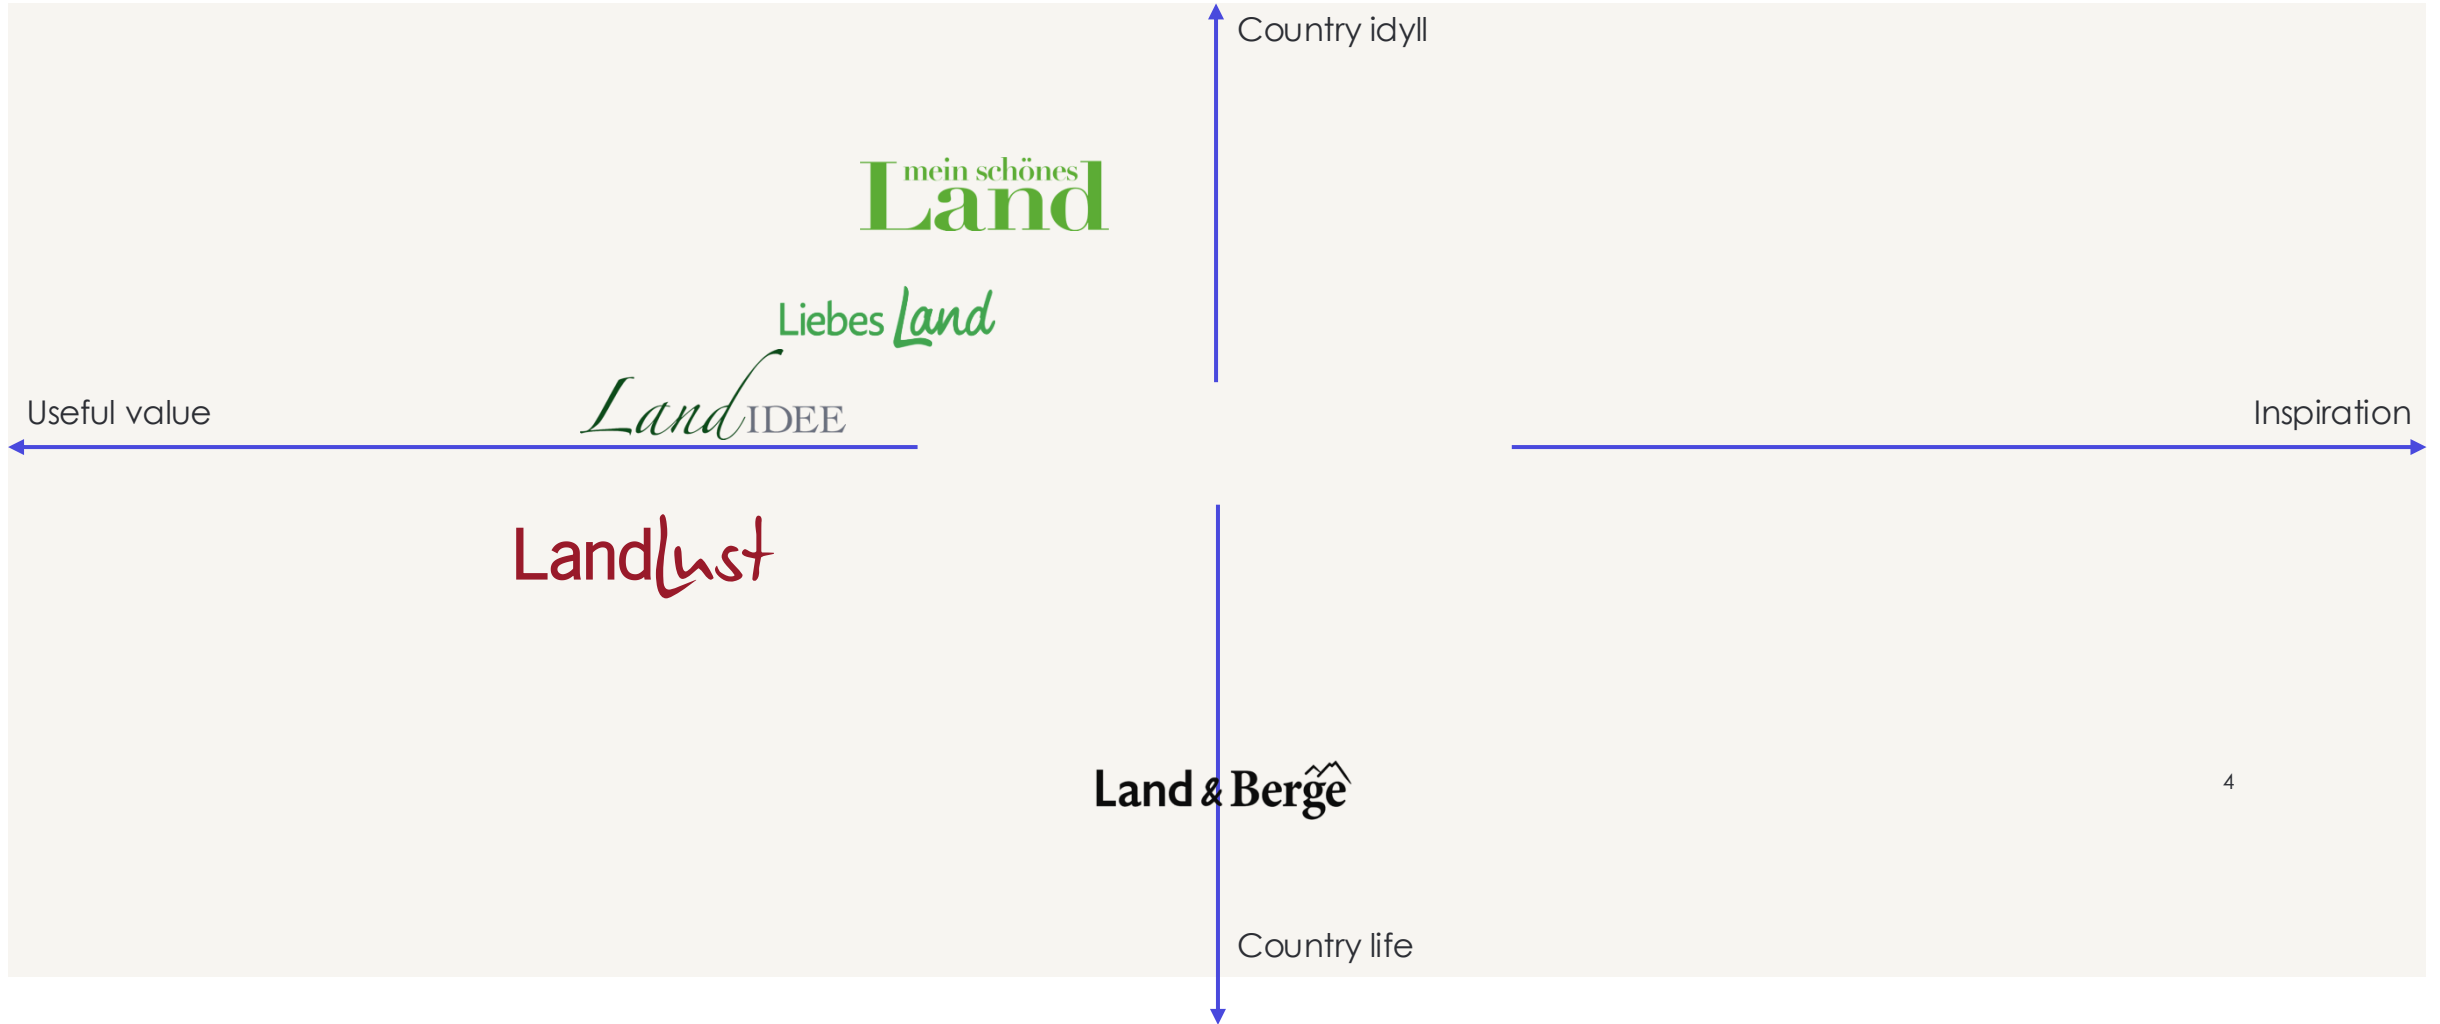 Country idyll
mein schönes
Land
Liebes Land
Land IDEE
Useful value
Inspiration
Landlust
Land & Berge
4
Country life